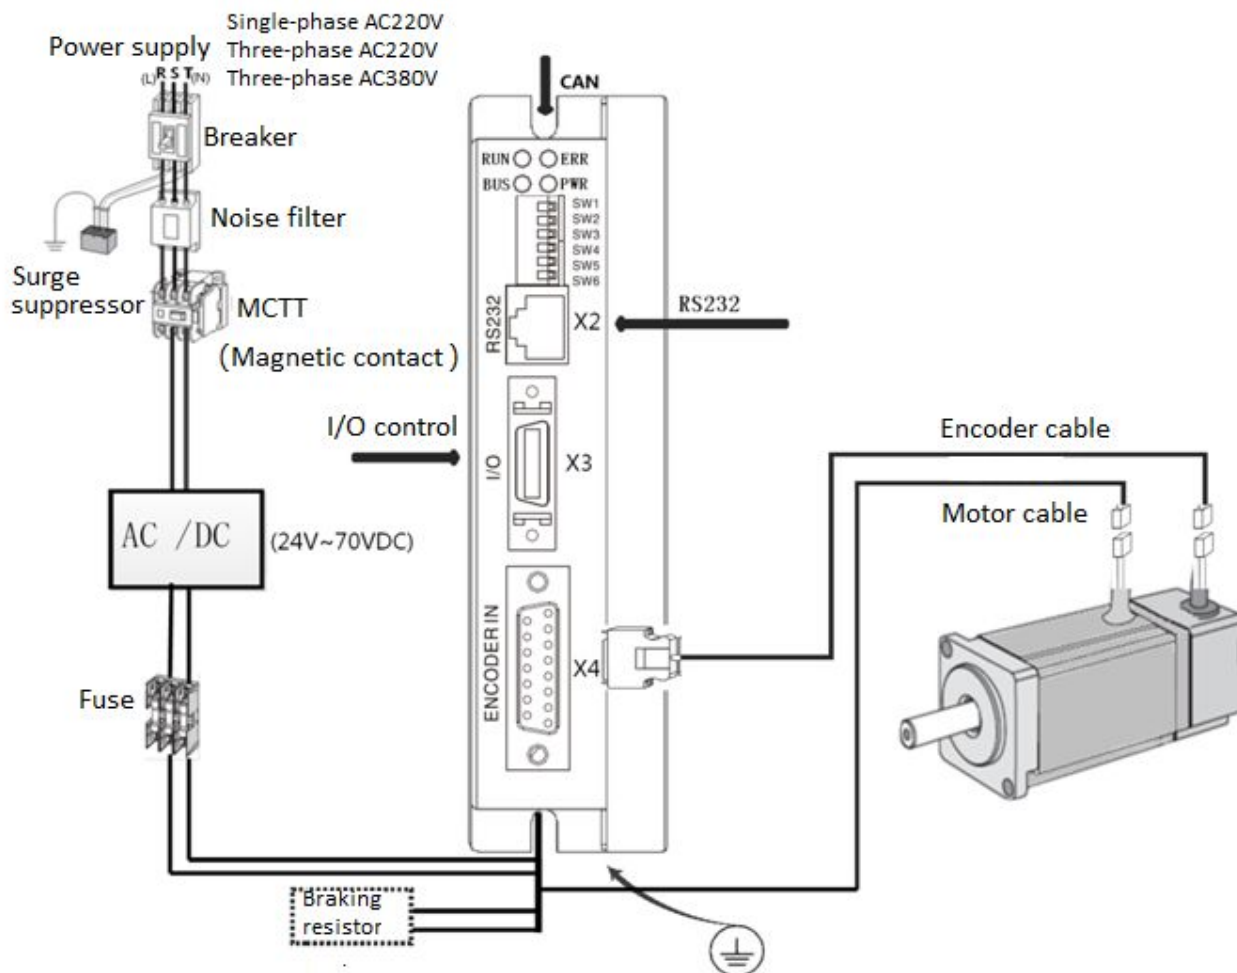 Single-phase AC220V
Power supply Three-phase AC220V
(L) R S T (N) Three-phase AC380V
CAN
Breaker
RUN ERR
BUS PWR
SW1
SW2
SW3
SW4
SW5
SW6
Noise filter
Surge
suppressor
MCTT
(Magnetic contact)
RS232
X2
RS232
I/O control
I/O
X3
Encoder cable
Motor cable
AC /DC
(24V~70VDC)
ENCODER IN
X4
Fuse
Braking
resistor